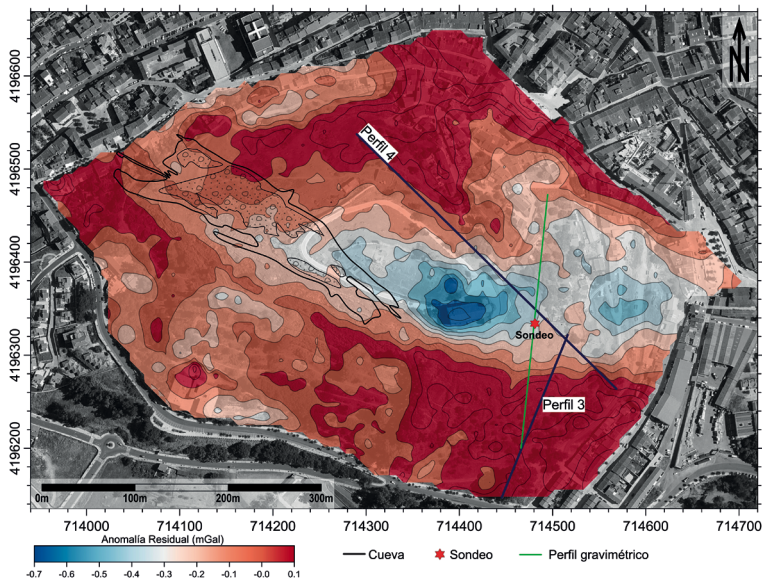 N
4196600
4196500
4196400
4196300
4196200
Perfil 4
Sondeo
Perfil 3
0m 100m 200m 300m
714000 714100 714200 714300 714400 714500 714600 714700
Anomalía Residual (mGal)
-0.7 -0.6 -0.5 -0.4 -0.3 -0.2 -0.1 0.1
Cueva
Sondeo
Perfil gravimétrico